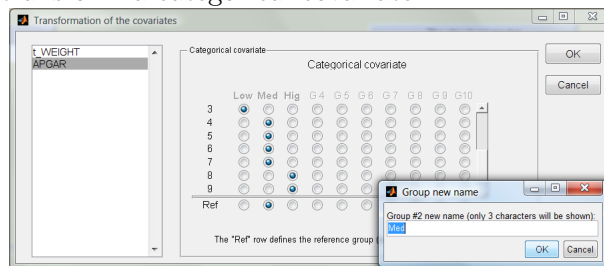 Transformation of the covariates
t_WEIGHT
APGAR
Categorical covariate
Categorical covariate
OK
Cancel
Low Med Hig G 4 G 5 G 6 G 7 G 8 G 9 G10
3
4
5
6
7
8
9
Ref
The "Ref" row defines the reference group
Group new name
Group #2 new name (only 3 characters will be shown):
Med
OK Cancel